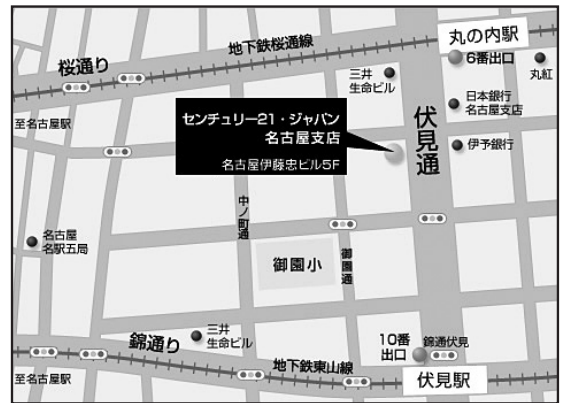 丸の内駅
6番出口
地下鉄桜通線
桜通り
三井
生命ビル
丸紅
至名古屋駅
センチュリー21・ジャパン
名古屋支店
名古屋伊藤忠ビル5F
伏見通
日本銀行
名古屋支店
伊予銀行
中ノ町通
名古屋
名駅五局
御園小
御園通
錦通り
三井
生命ビル
10番
出口
錦通伏見
地下鉄東山線
至名古屋駅
伏見駅